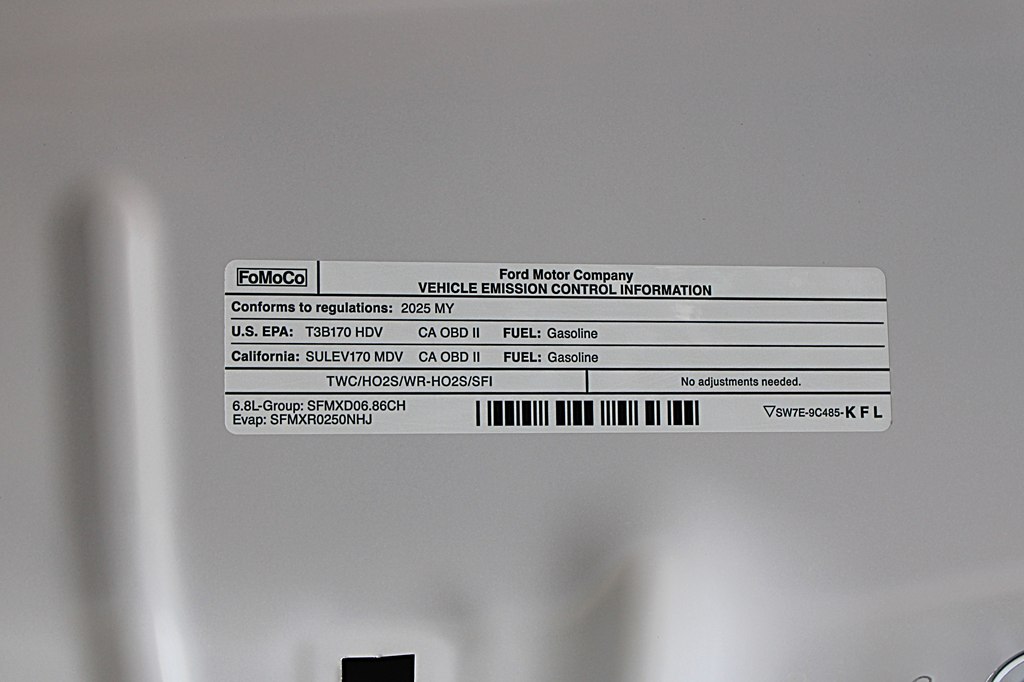 FoMoCo
Ford Motor Company
VEHICLE EMISSION CONTROL INFORMATION
Conforms to regulations: 2025 MY
U.S. EPA: T3B170 HDV CA OBD II FUEL: Gasoline
California: SULEV170 MDV CA OBD II FUEL: Gasoline
TWC/HO2S/WR-HO2S/SFI No adjustments needed.
6.8L-Group: SFMXD06.86CH
Evap: SFMXR0250NHJ
▽SW7E-9C485-K F L